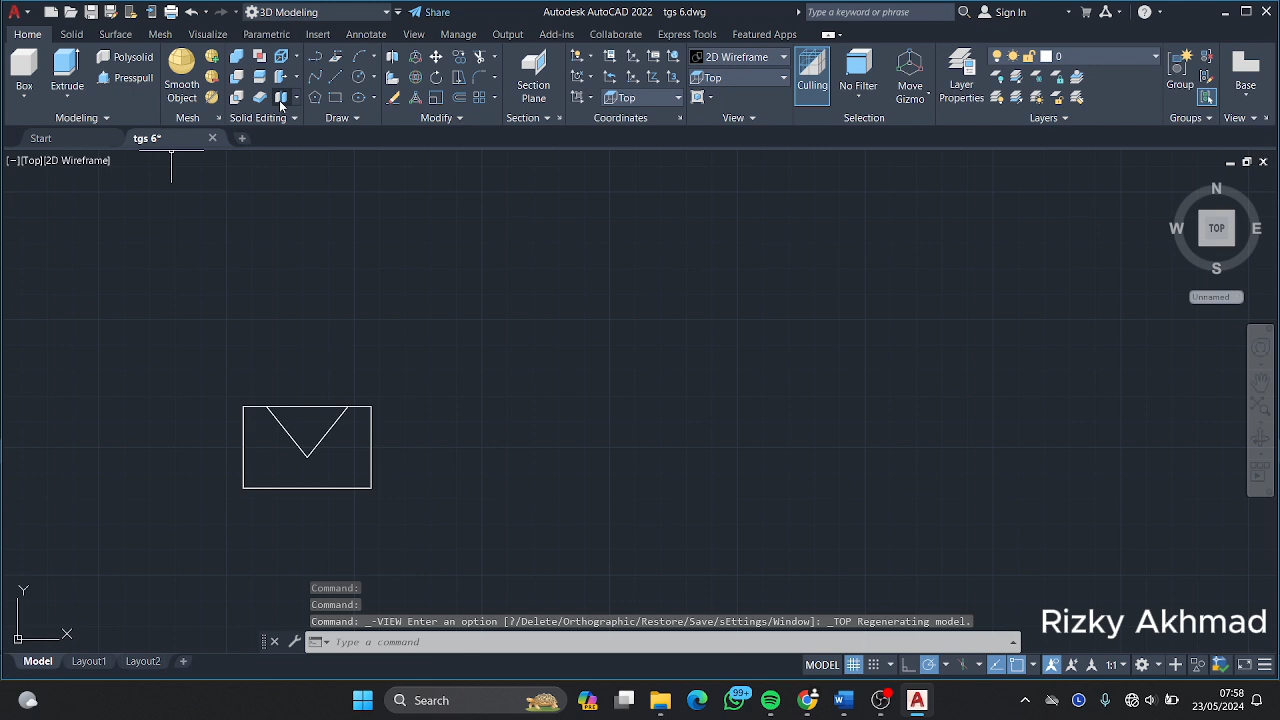 3D Modeling
Share
Autodesk AutoCAD 2022 tgs 6.dwg
Type a keyword or phrase
Sign In
Home Solid Surface Mesh Visualize Parametric Insert Annotate View Manage Output Add-ins Collaborate Express Tools Featured Apps
Box
Extrude
Polysolid
Presspull
Smooth
Object
Section
Plane
2D Wireframe
Top
Top
Culling
No Filter
Move
Gizmo
Layer
Properties
0
Group
Base
Modeling
Mesh
Solid Editing
Draw
Modify
Section
Coordinates
View
Selection
Layers
Groups
View
Start
tgs 6*
[−][Top][2D Wireframe]
N
W
TOP
E
S
Unnamed
Y
X
Command:
Command:
Command: _-VIEW Enter an option [?/Delete/Orthographic/Restore/Save/sEttings/Window]: _TOP Regenerating model.
Type a command
Rizky Akhmad
Model Layout1 Layout2
MODEL
1:1
Search
PRE
99+
07:58
23/05/2024